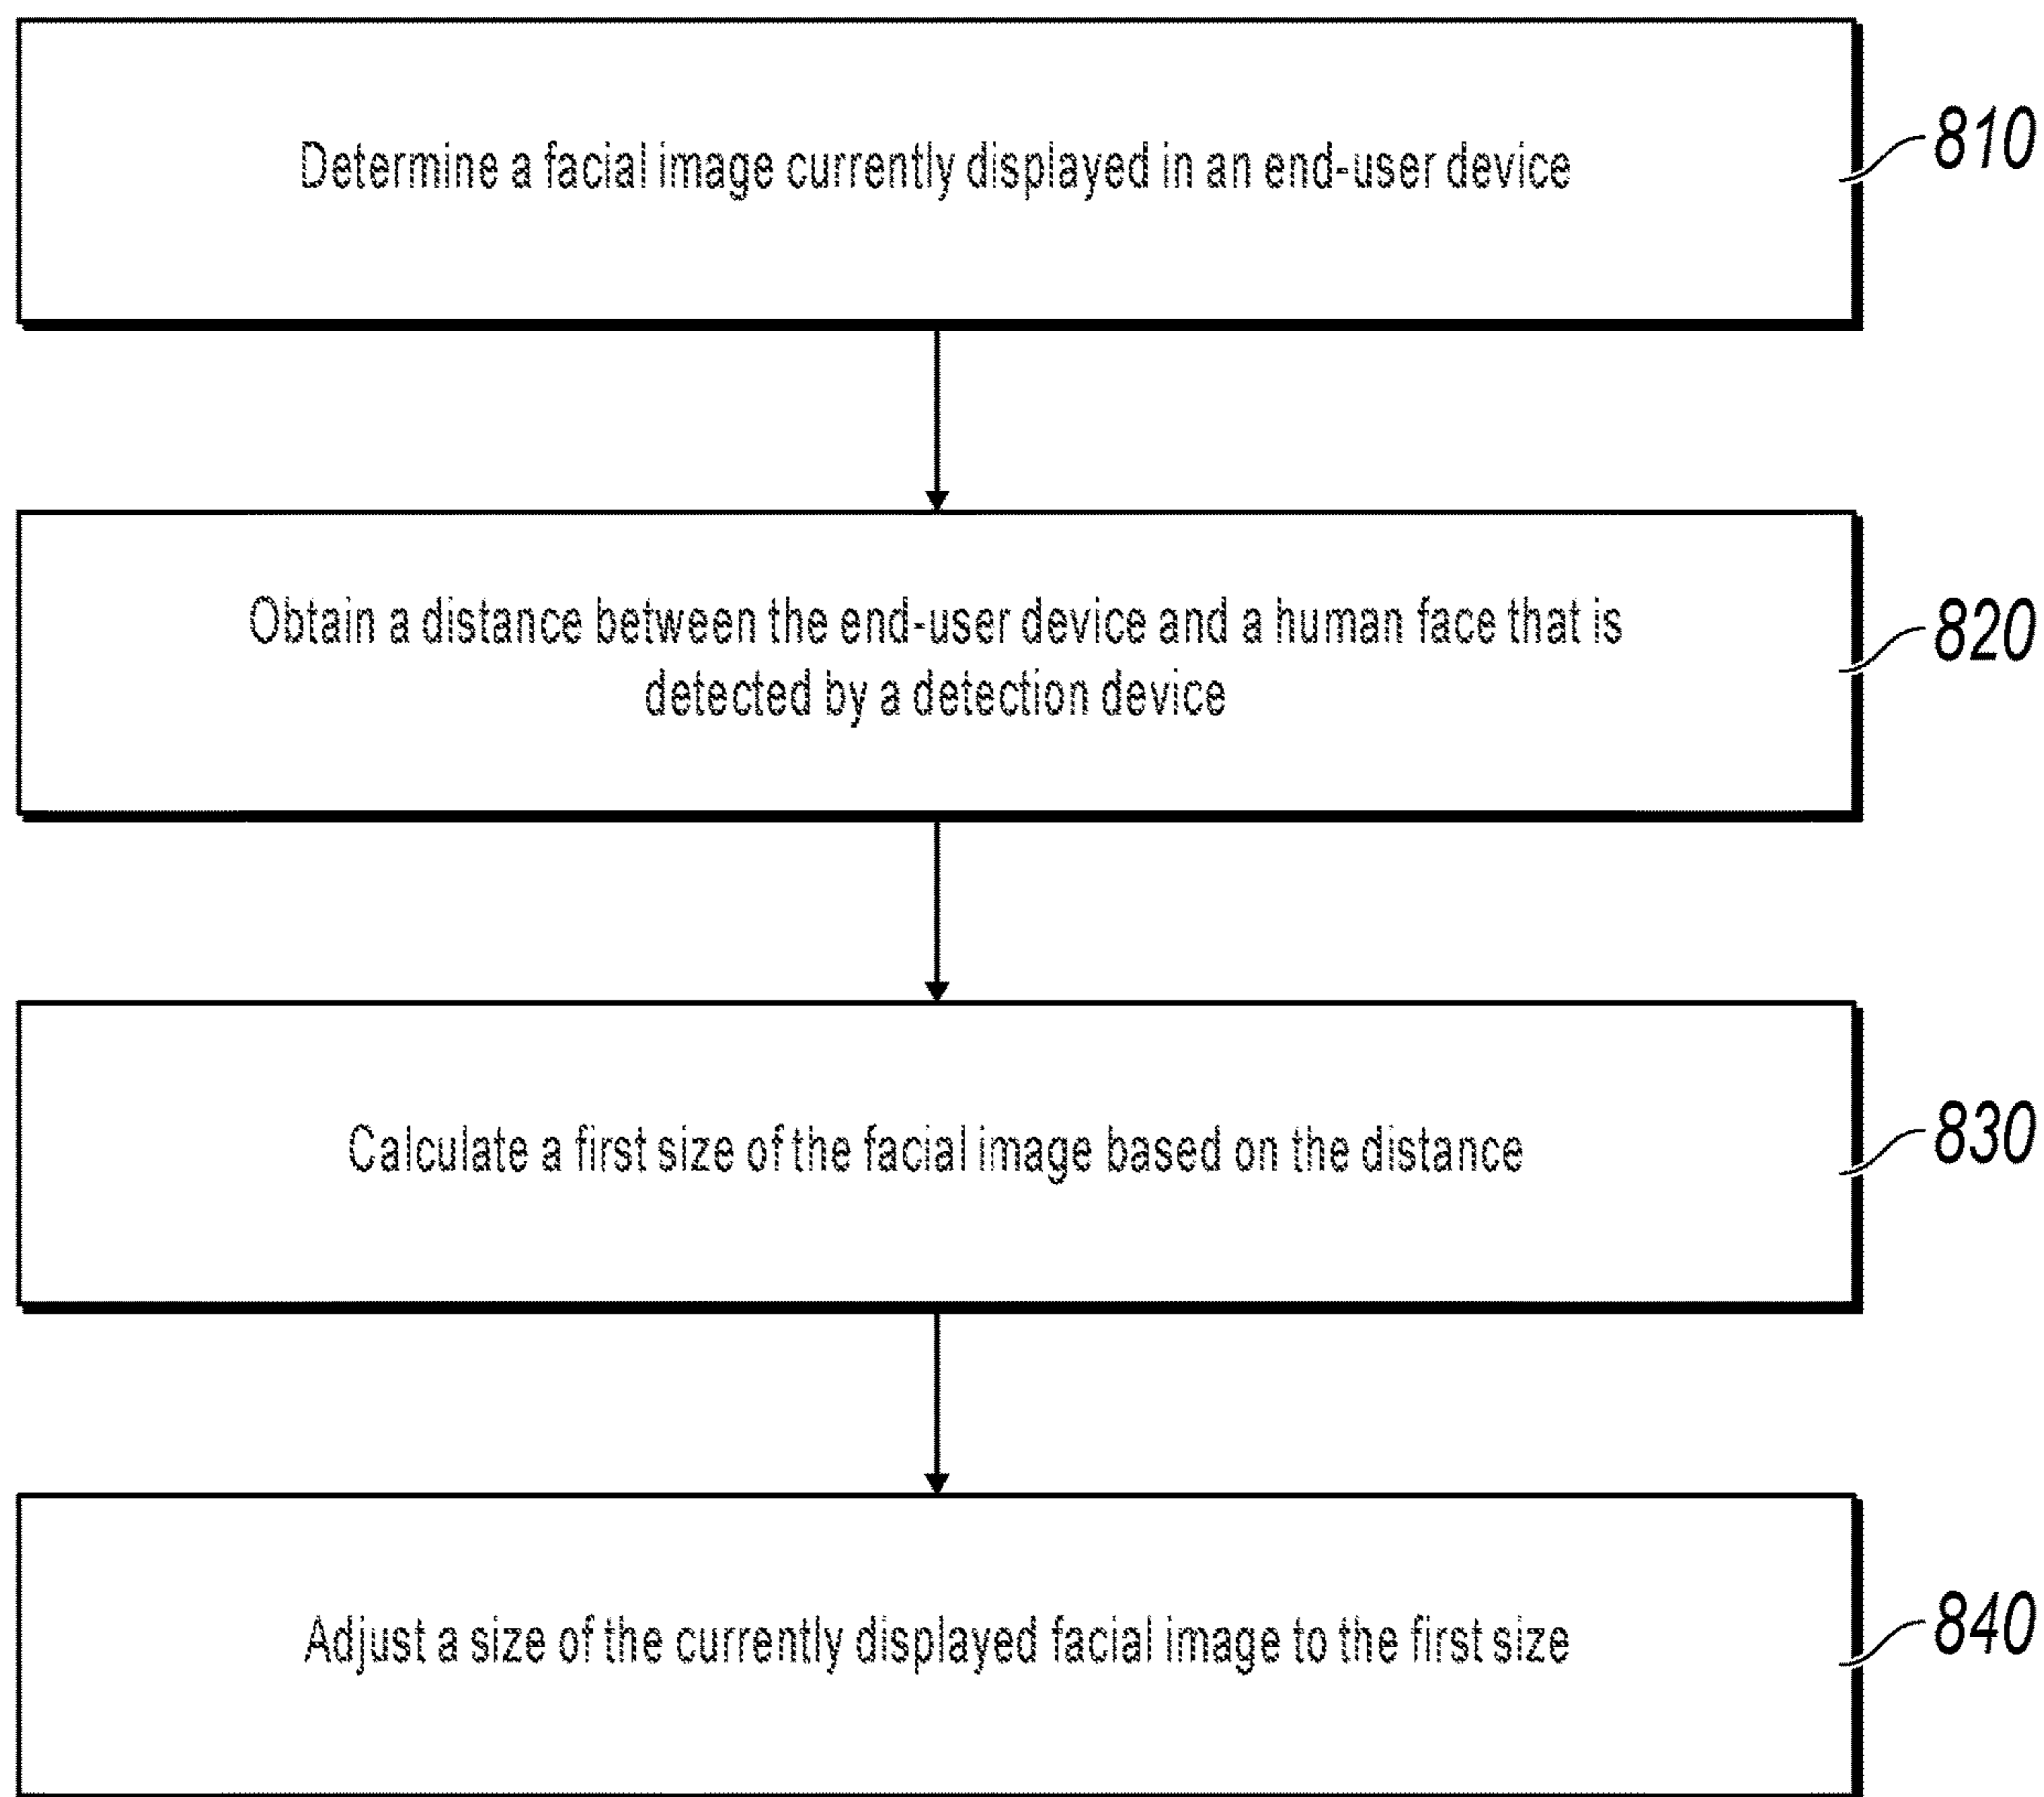 Determine a facial image currently displayed in an end-user device
810
Obtain a distance between the end-user device and a human face that is
detected by a detection device
820
Calculate a first size of the facial image based on the distance
830
Adjust a size of the currently displayed facial image to the first size
840